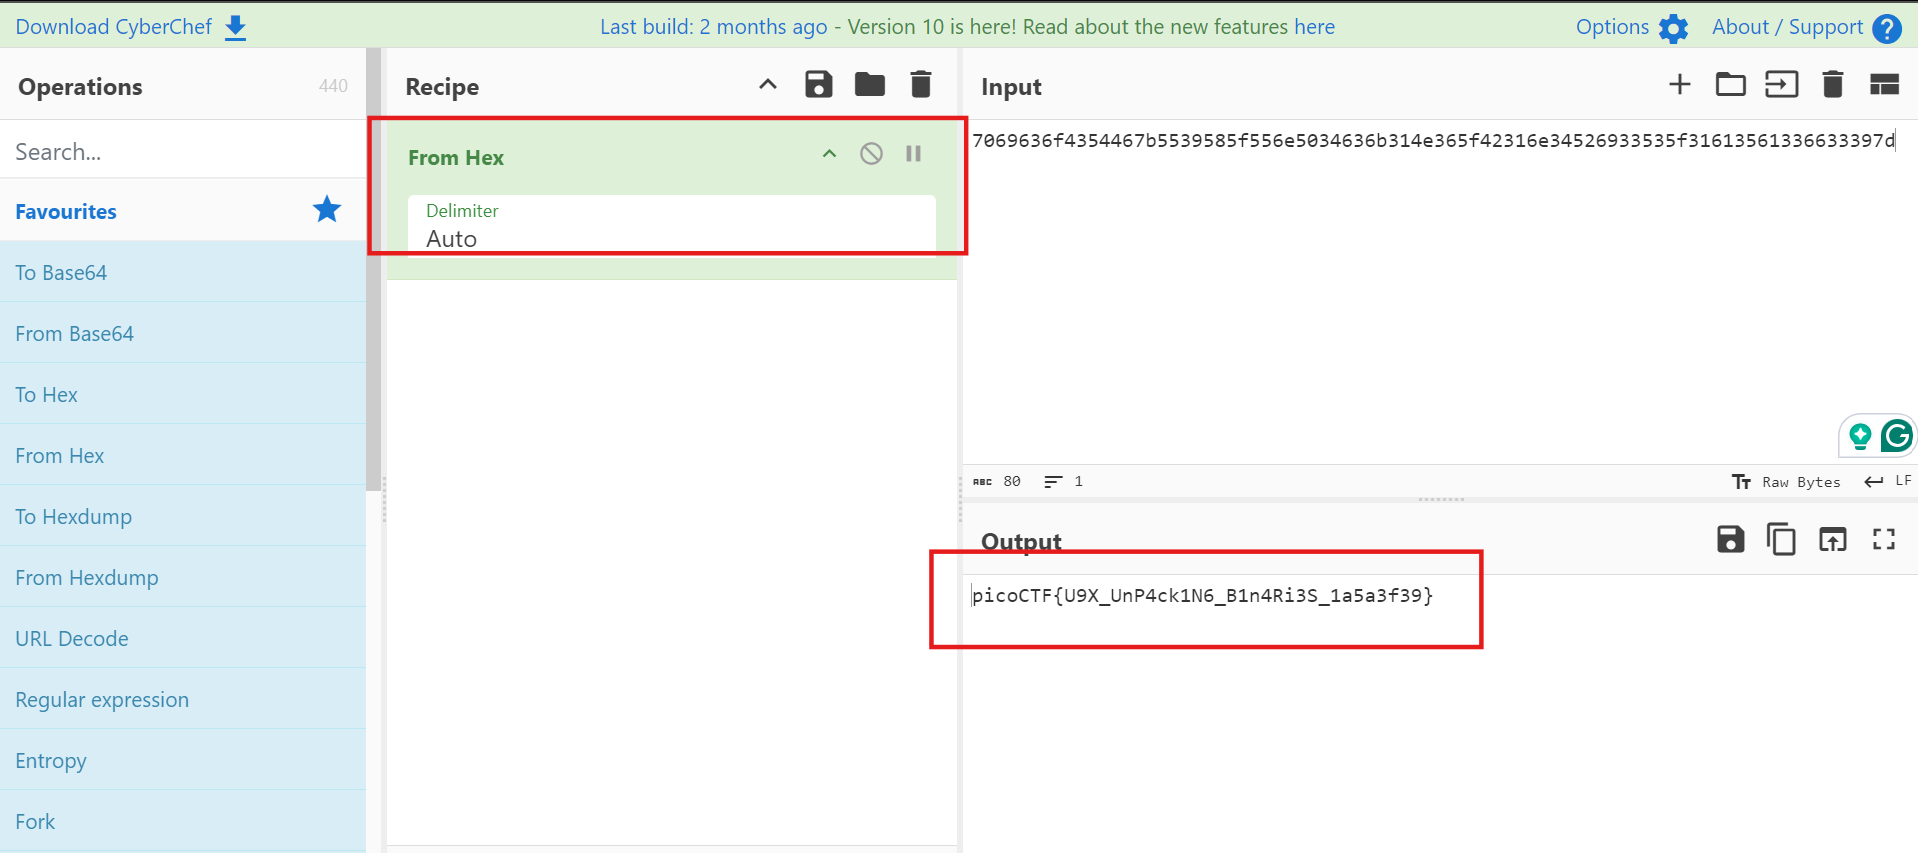 Download CyberChef
Last build: 2 months ago - Version 10 is here! Read about the new features here
Options
About / Support
Operations
440
Search...
Favourites
To Base64
From Base64
To Hex
From Hex
To Hexdump
From Hexdump
URL Decode
Regular expression
Entropy
Fork
Recipe
From Hex
Delimiter
Auto
Input
7069636f4354467b5539585f556e5034636b314e365f42316e34526933535f31613561336633397d
ABC 80 1
Raw Bytes LF
Output
picoCTF{U9X_UnP4ck1N6_B1n4Ri3S_1a5a3f39}